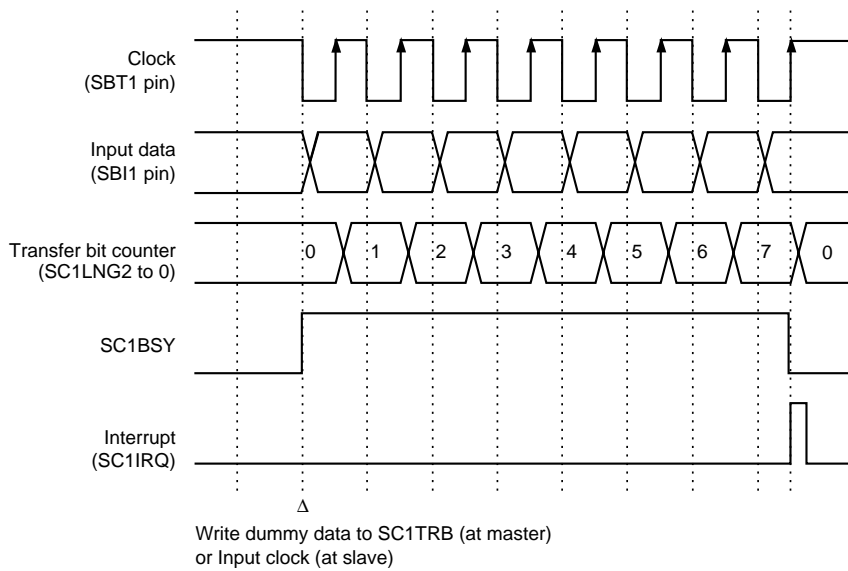 Clock
(SBT1 pin)
Input data
(SBI1 pin)
Transfer bit counter
(SC1LNG2 to 0)
0 1 2 3 4 5 6 7 0
SC1BSY
Interrupt
(SC1IRQ)
Δ
Write dummy data to SC1TRB (at master)
or Input clock (at slave)